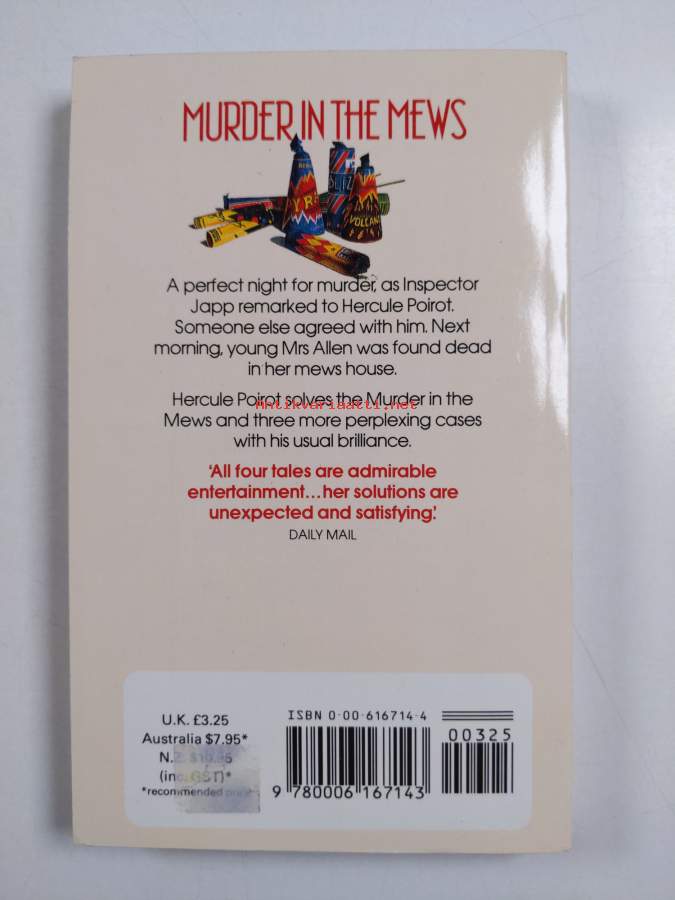 MURDER IN THE MEWS
VOLCANO
A perfect night for murder, as Inspector
Japp remarked to Hercule Poirot.
Someone else agreed with him. Next
morning, young Mrs Allen was found dead
in her mews house.
Hercule Poirot solves the Murder in the
Antikvariaatti.net
Mews and three more perplexing cases
with his usual brilliance.
'All four tales are admirable
entertainment...her solutions are
unexpected and satisfying.'
DAILY MAIL
U.K. £3.25
Australia $7.95*
N.Z. $10.95
(inc GST)*
*recommended price
ISBN 0-00-616714-4
00325
9 780006 167143